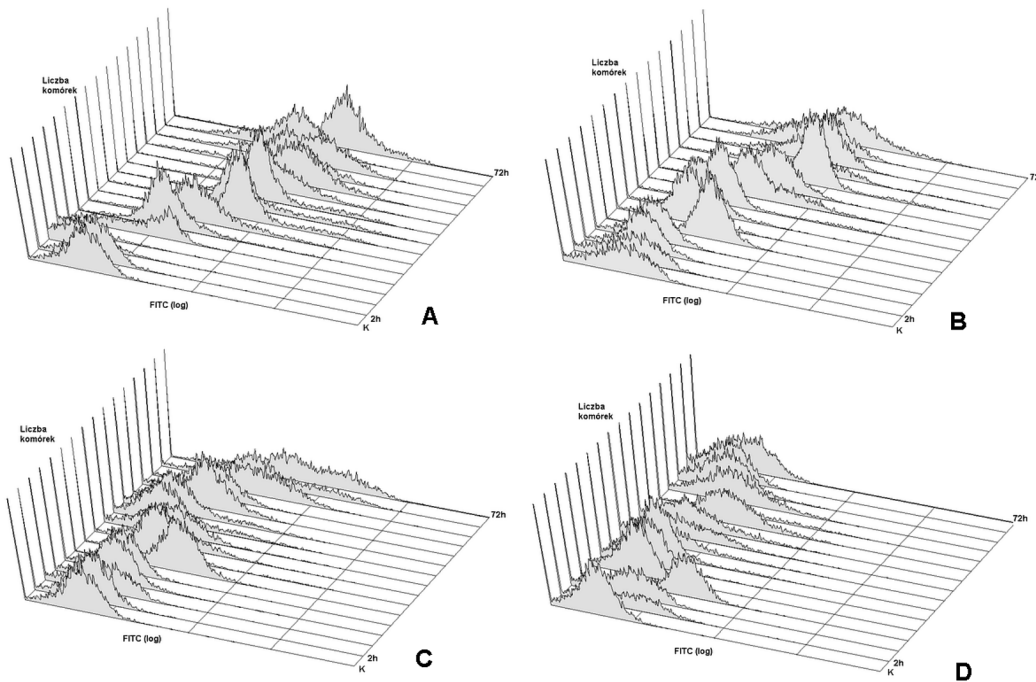 Liczba
komórek
72h
FITC (log)
2h
K
A
Liczba
komórek
72
FITC (log)
2h
K
B
Liczba
komórek
72h
FITC (log)
2h
K
C
Liczba
komórek
72h
FITC (log)
2h
K
D